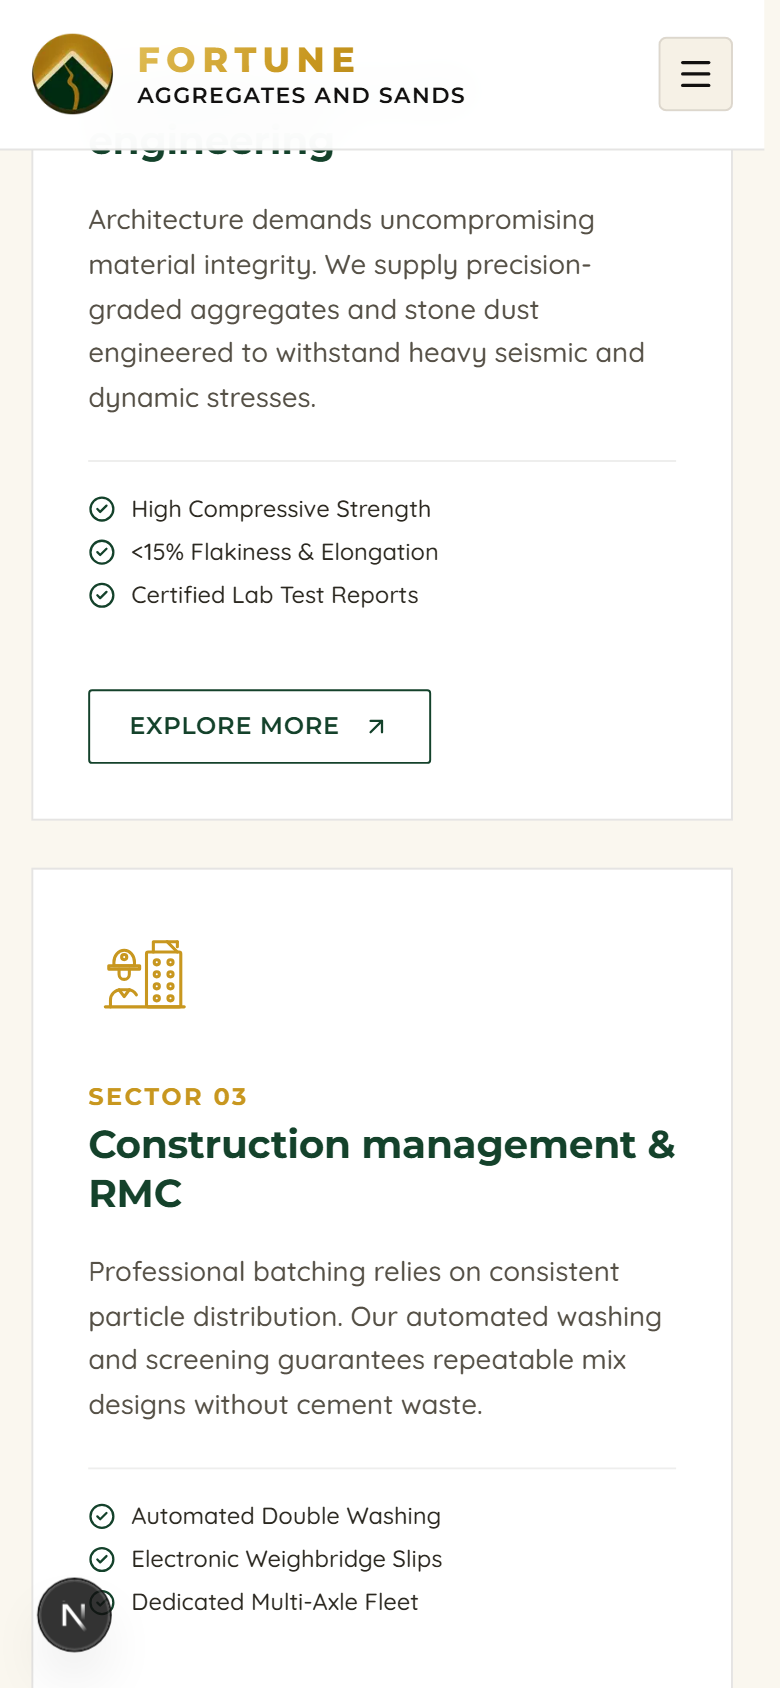 FORTUNE
AGGREGATES AND SANDS
engineering
Architecture demands uncompromising
material integrity. We supply precision-
graded aggregates and stone dust
engineered to withstand heavy seismic and
dynamic stresses.
High Compressive Strength
<15% Flakiness & Elongation
Certified Lab Test Reports
EXPLORE MORE
SECTOR 03
Construction management &
RMC
Professional batching relies on consistent
particle distribution. Our automated washing
and screening guarantees repeatable mix
designs without cement waste.
Automated Double Washing
Electronic Weighbridge Slips
Dedicated Multi-Axle Fleet
N